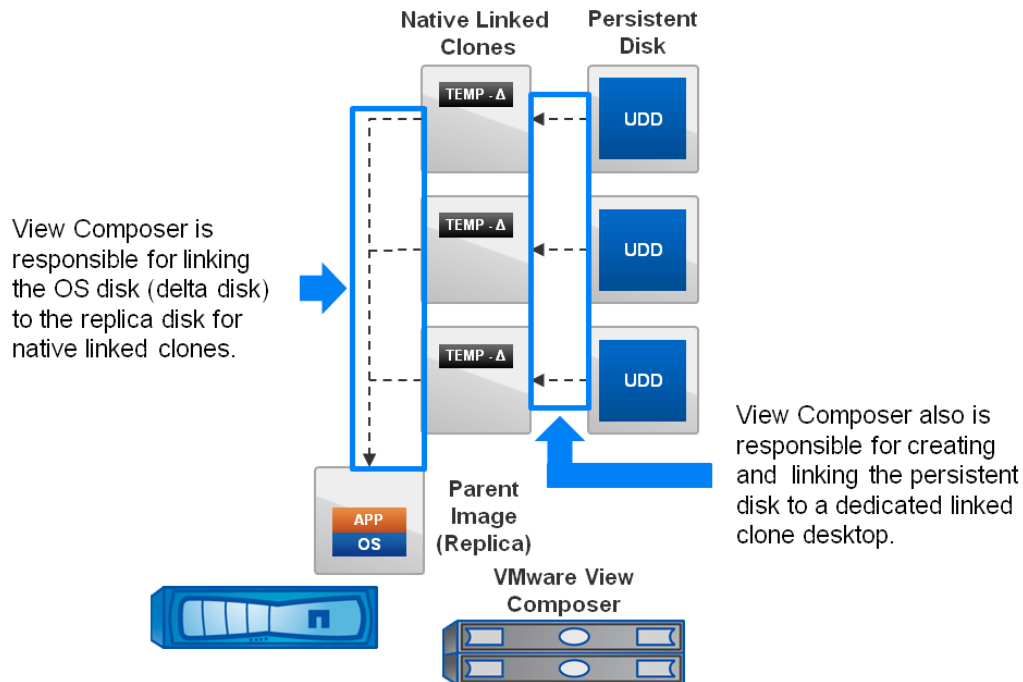 Native Linked
Clones
Persistent
Disk
TEMP - Δ
UDD
TEMP - Δ
UDD
TEMP - Δ
UDD
View Composer is
responsible for linking
the OS disk (delta disk)
to the replica disk for
native linked clones.
View Composer also is
responsible for creating
and linking the persistent
disk to a dedicated linked
clone desktop.
APP
OS
Parent
Image
(Replica)
VMware View
Composer